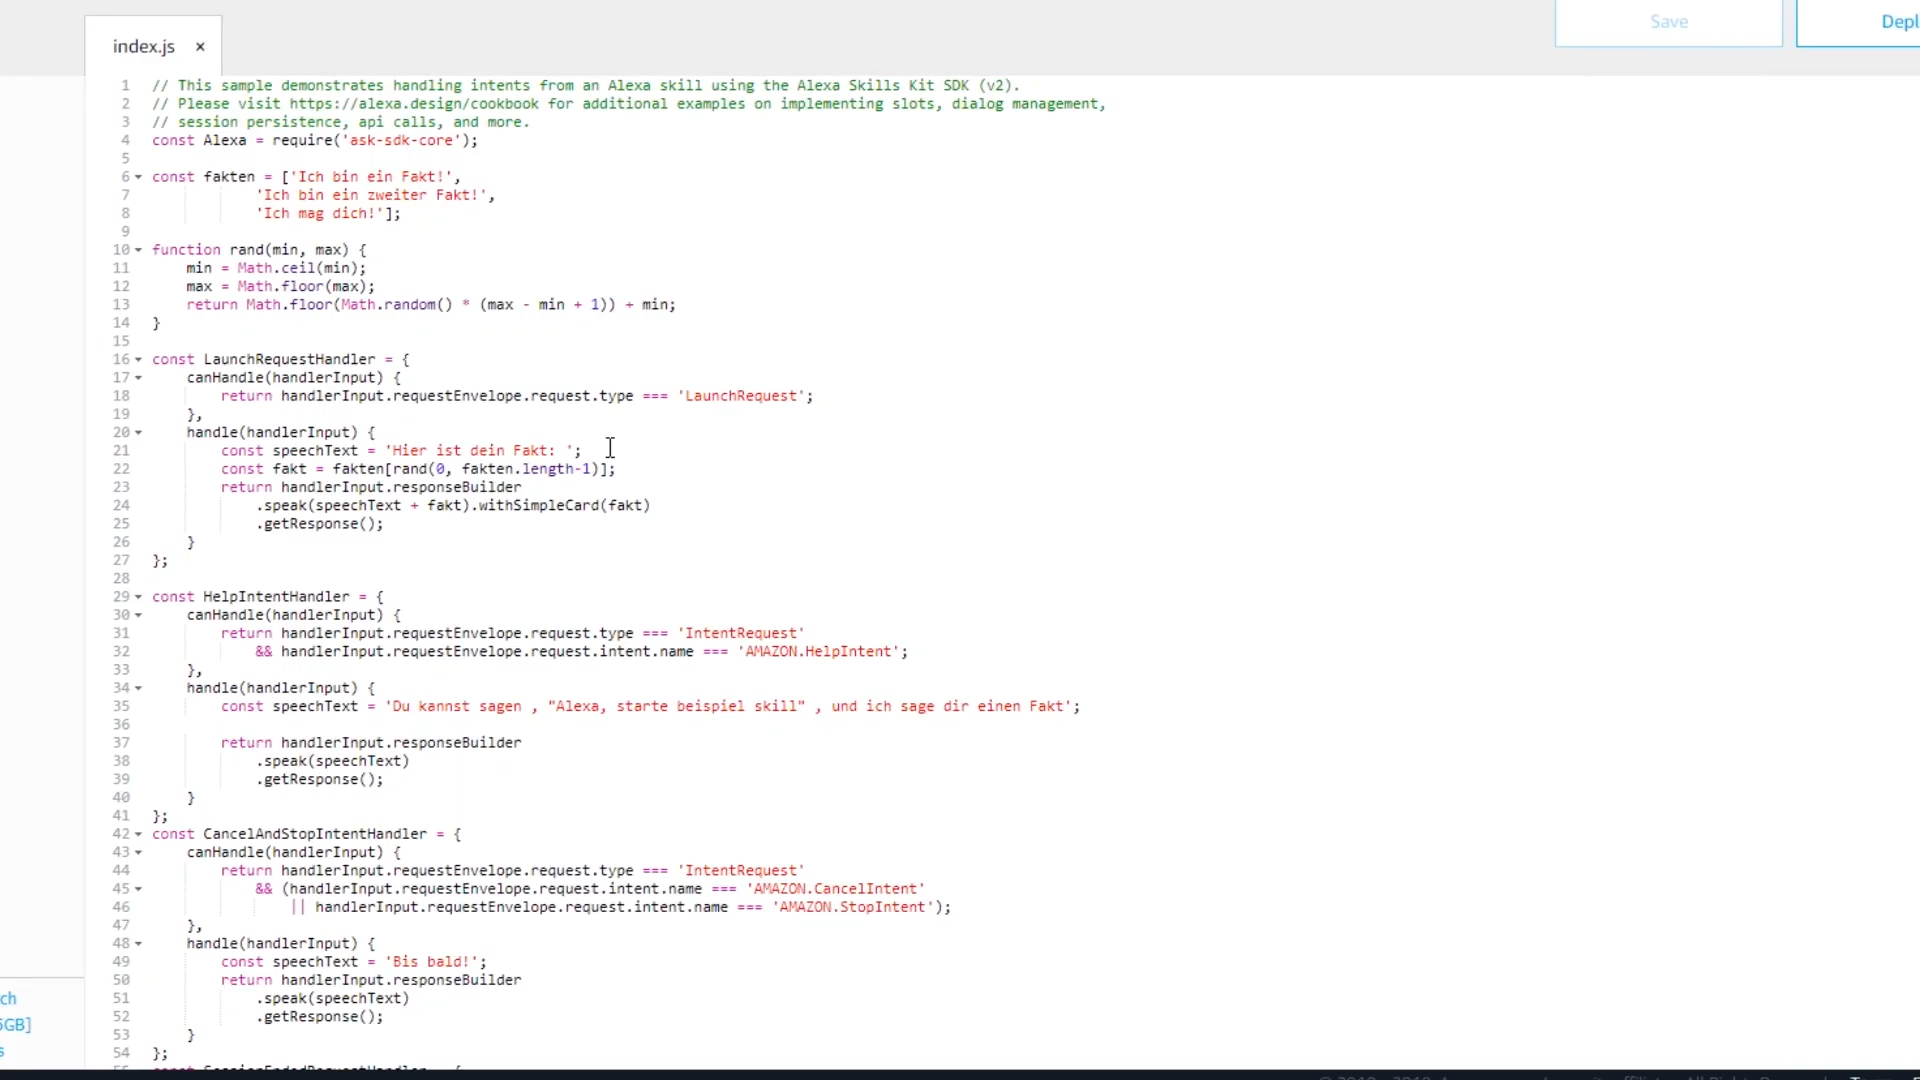 Save
Depl
index.js ×
1 // This sample demonstrates handling intents from an Alexa skill using the Alexa Skills Kit SDK (v2).
2 // Please visit https://alexa.design/cookbook for additional examples on implementing slots, dialog management,
3 // session persistence, api calls, and more.
4 const Alexa = require('ask-sdk-core');
5
6 const fakten = ['Ich bin ein Fakt!',
7 'Ich bin ein zweiter Fakt!',
8 'Ich mag dich!'];
9
10 function rand(min, max) {
11 min = Math.ceil(min);
12 max = Math.floor(max);
13 return Math.floor(Math.random() * (max - min + 1)) + min;
14 }
15
16 const LaunchRequestHandler = {
17 canHandle(handlerInput) {
18 return handlerInput.requestEnvelope.request.type === 'LaunchRequest';
19 },
20 handle(handlerInput) {
21 const speechText = 'Hier ist dein Fakt: ';
22 const fakt = fakten[rand(0, fakten.length-1)];
23 return handlerInput.responseBuilder
24 .speak(speechText + fakt).withSimpleCard(fakt)
25 .getResponse();
26 }
27 };
28
29 const HelpIntentHandler = {
30 canHandle(handlerInput) {
31 return handlerInput.requestEnvelope.request.type === 'IntentRequest'
32 && handlerInput.requestEnvelope.request.intent.name === 'AMAZON.HelpIntent';
33 },
34 handle(handlerInput) {
35 const speechText = 'Du kannst sagen , "Alexa, starte beispiel skill" , und ich sage dir einen Fakt';
36
37 return handlerInput.responseBuilder
38 .speak(speechText)
39 .getResponse();
40 }
41 };
42 const CancelAndStopIntentHandler = {
43 canHandle(handlerInput) {
44 return handlerInput.requestEnvelope.request.type === 'IntentRequest'
45 && (handlerInput.requestEnvelope.request.intent.name === 'AMAZON.CancelIntent'
46 || handlerInput.requestEnvelope.request.intent.name === 'AMAZON.StopIntent');
47 },
48 handle(handlerInput) {
49 const speechText = 'Bis bald!';
50 return handlerInput.responseBuilder
51 .speak(speechText)
52 .getResponse();
53 }
54 };
ch
GB]
s